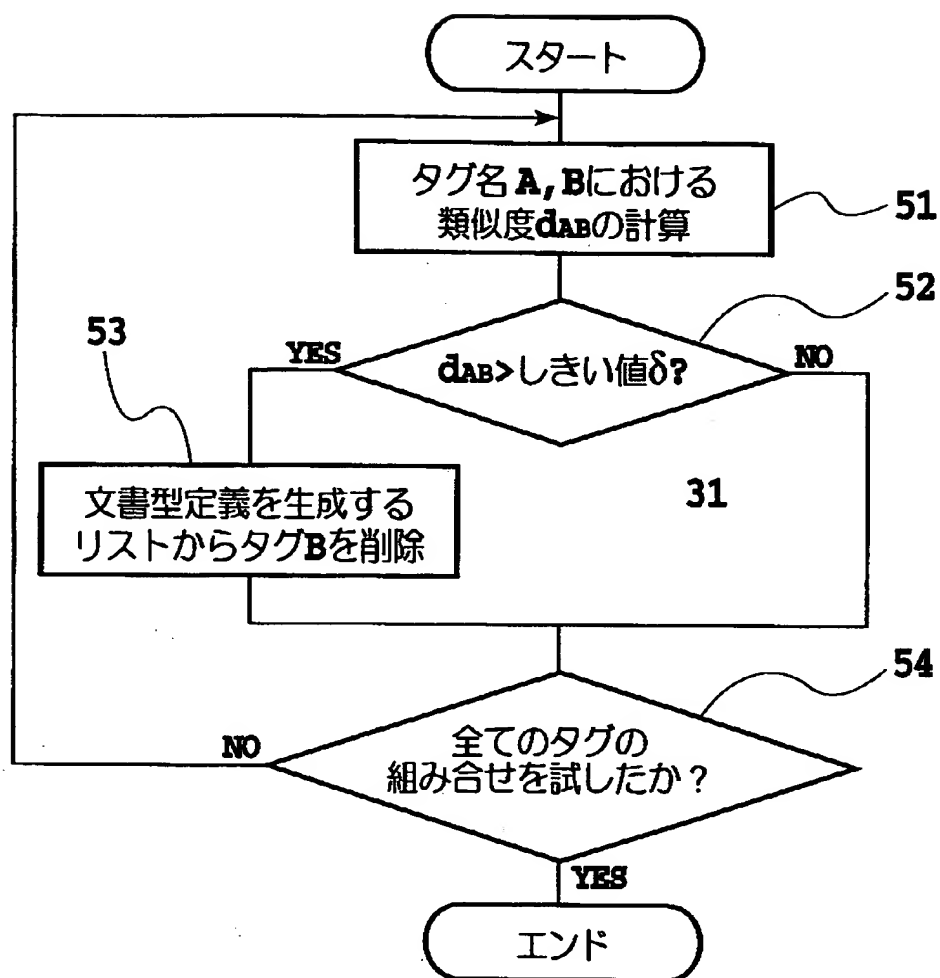 スタート
タグ名A,Bにおける
類似度dABの計算
51
52
53
YES
dAB>しきい値δ?
NO
文書型定義を生成する
リストからタグBを削除
31
54
NO
全てのタグの
組み合せを試したか？
YES
エンド